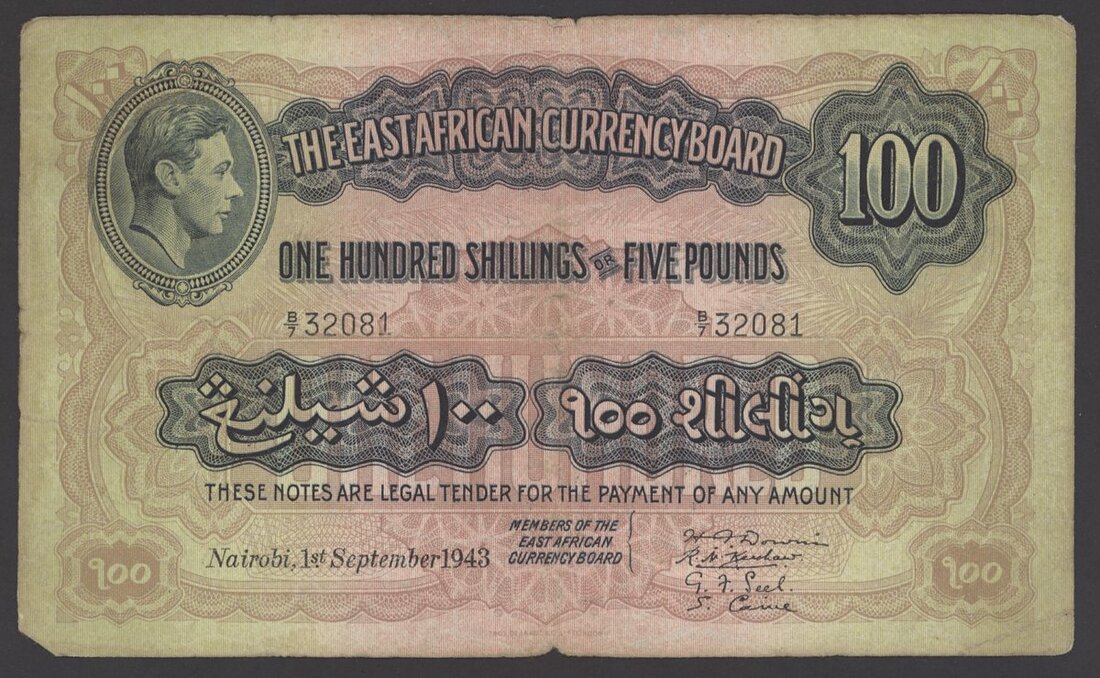 THE EAST AFRICAN CURRENCY BOARD
100
ONE HUNDRED SHILLINGS OR FIVE POUNDS
B/7 32081
B/7 32081
شيلنڠ ١٠٠
૧૦૦ શીલીંગ
THESE NOTES ARE LEGAL TENDER FOR THE PAYMENT OF ANY AMOUNT
Nairobi, 1st September 1943
MEMBERS OF THE
EAST AFRICAN
CURRENCY BOARD
G. F. Seel.
S. Caine
૧૦૦
૧૦૦